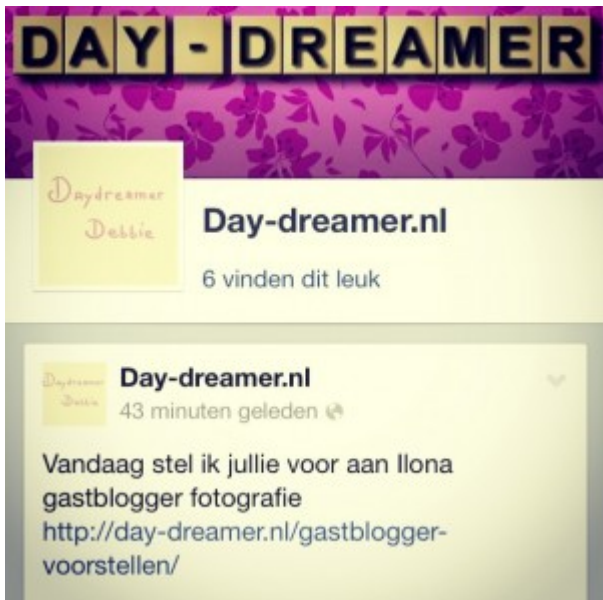 DAY-DREAMER
Daydreamer
Debbie
Day-dreamer.nl
6 vinden dit leuk
Daydreamer
Debbie
Day-dreamer.nl
43 minuten geleden
Vandaag stel ik jullie voor aan Ilona
gastblogger fotografie
http://day-dreamer.nl/gastblogger-
voorstellen/